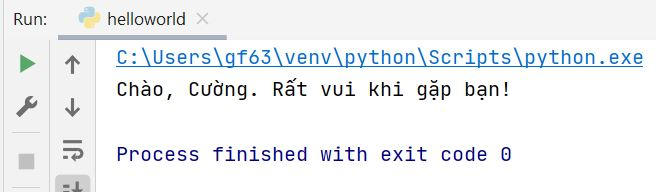 Run: helloworld
C:\Users\gf63\venv\python\Scripts\python.exe
Chào, Cường. Rất vui khi gặp bạn!
Process finished with exit code 0